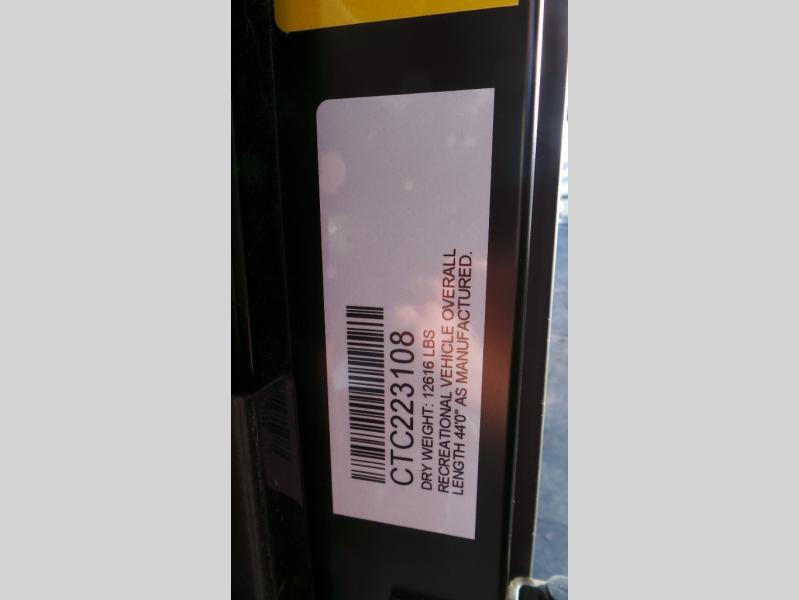 CTC223108
DRY WEIGHT: 12616 LBS
RECREATIONAL VEHICLE OVERALL
LENGTH 44'0" AS MANUFACTURED.